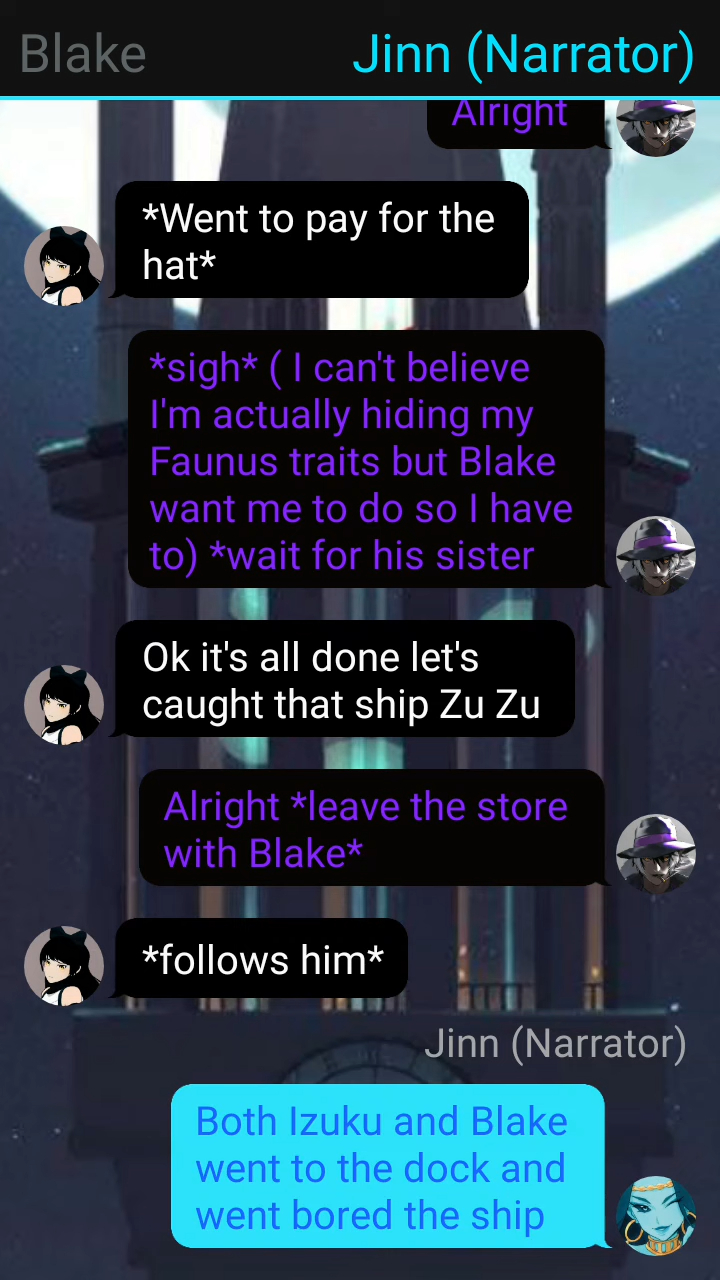 Blake
Jinn (Narrator)
Alright
*Went to pay for the
hat*
*sigh* ( I can't believe
I'm actually hiding my
Faunus traits but Blake
want me to do so I have
to) *wait for his sister
Ok it's all done let's
caught that ship Zu Zu
Alright *leave the store
with Blake*
*follows him*
Jinn (Narrator)
Both Izuku and Blake
went to the dock and
went bored the ship